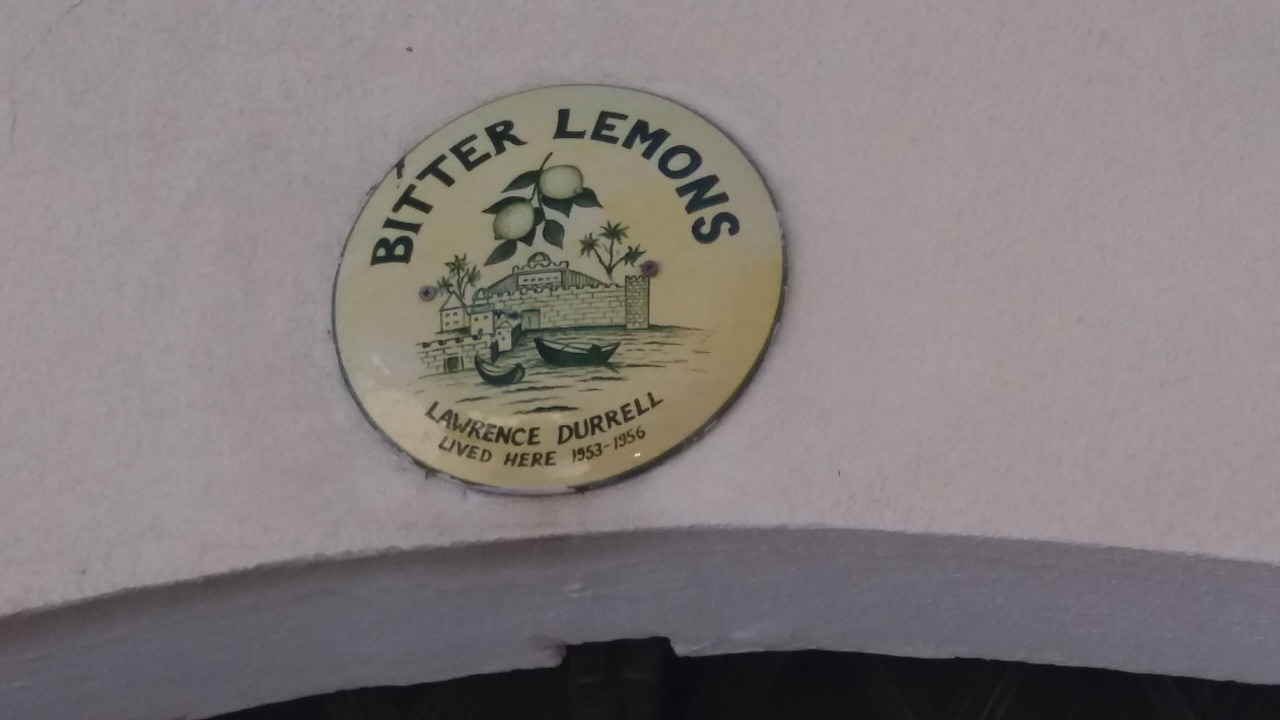 BITTER LEMONS
LAWRENCE DURRELL
LIVED HERE 1953-1956